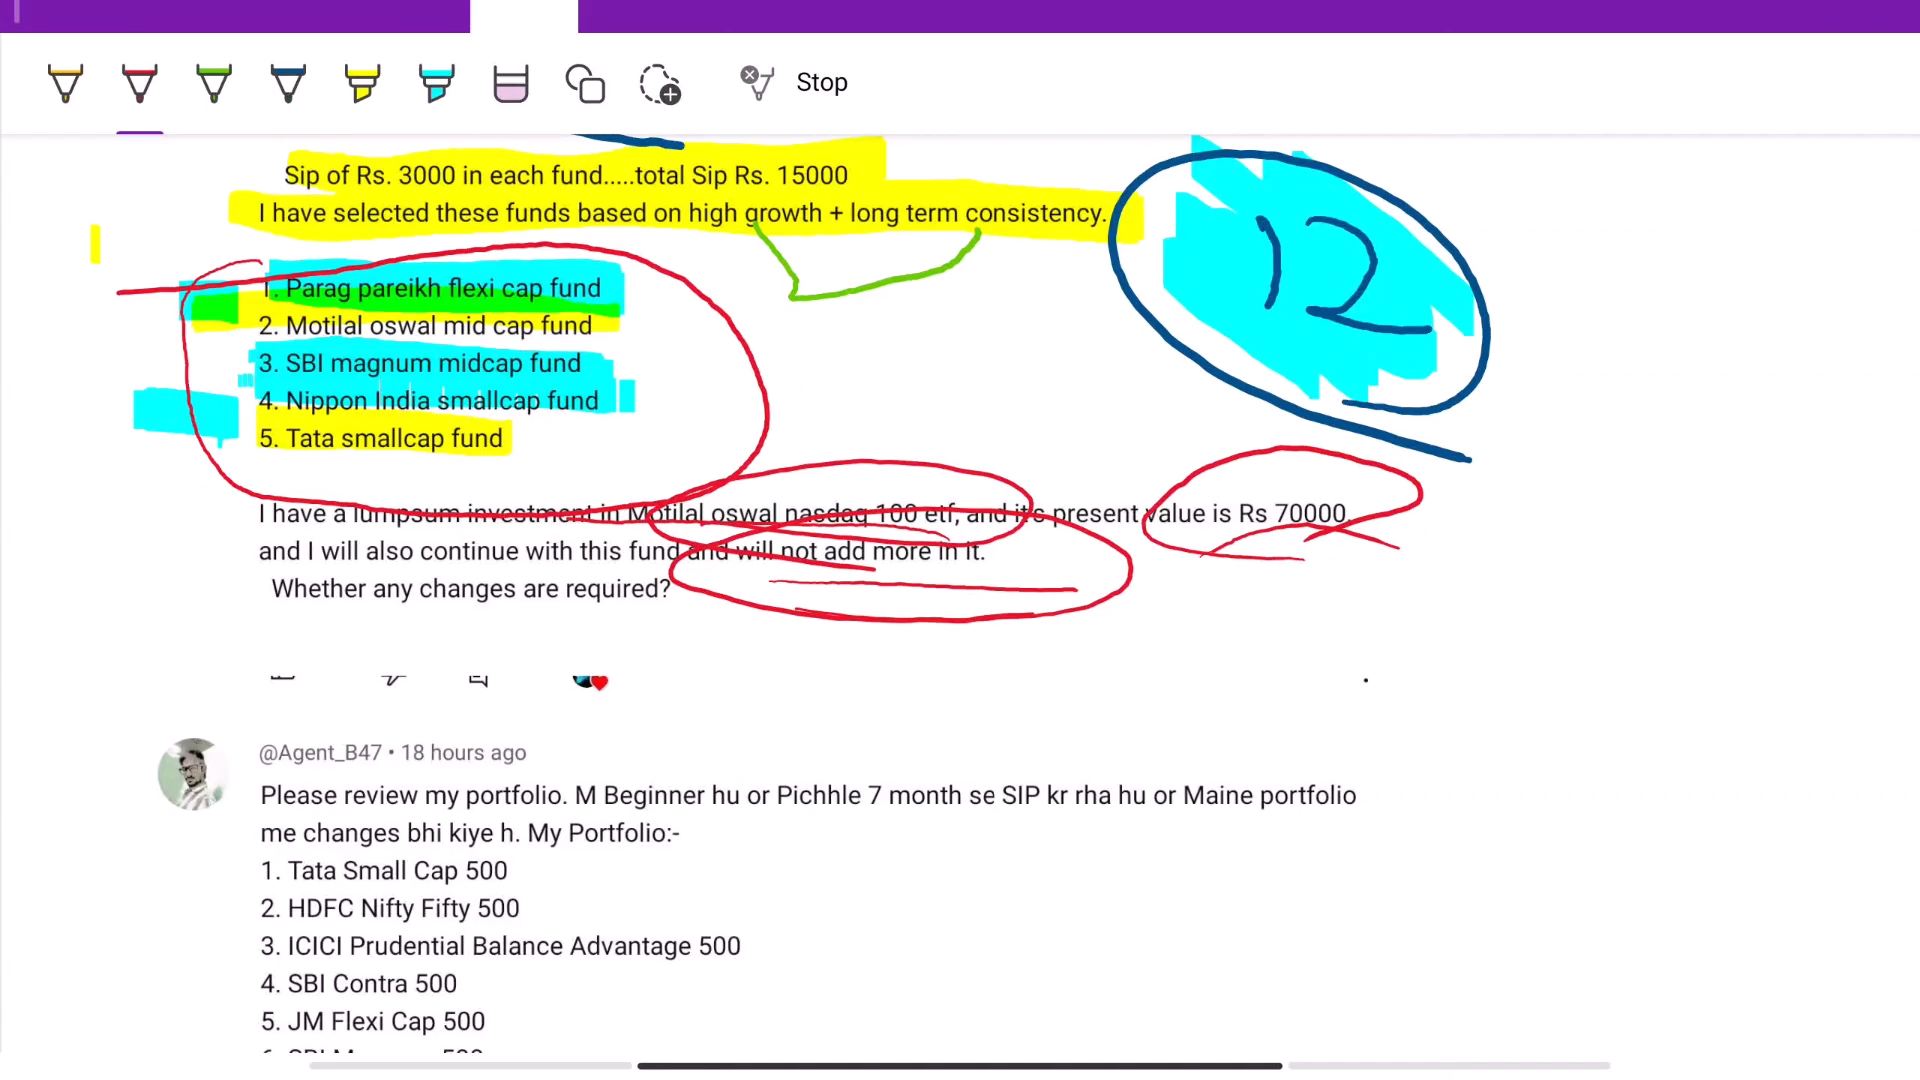 Stop
Sip of Rs. 3000 in each fund.....total Sip Rs. 15000
I have selected these funds based on high growth + long term consistency.
12
1. Parag pareikh flexi cap fund
2. Motilal oswal mid cap fund
3. SBI magnum midcap fund
4. Nippon India smallcap fund
5. Tata smallcap fund
I have a lumpsum investment in Motilal oswal nasdaq 100 etf, and it's present value is Rs 70000.
and I will also continue with this fund and will not add more in it.
Whether any changes are required?
@Agent_B47 • 18 hours ago
Please review my portfolio. M Beginner hu or Pichhle 7 month se SIP kr rha hu or Maine portfolio
me changes bhi kiye h. My Portfolio:-
1. Tata Small Cap 500
2. HDFC Nifty Fifty 500
3. ICICI Prudential Balance Advantage 500
4. SBI Contra 500
5. JM Flexi Cap 500